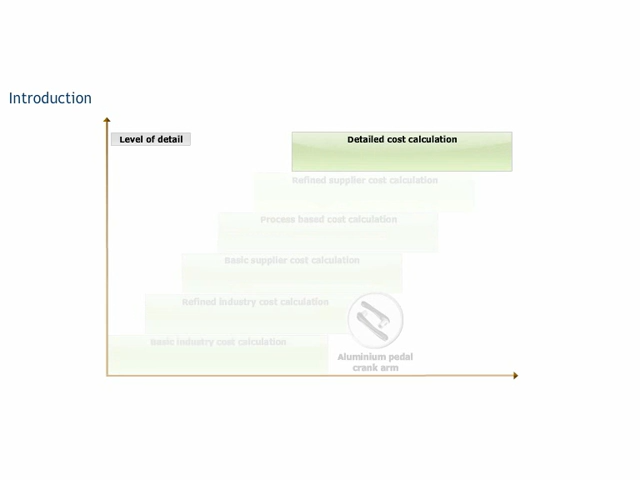 Introduction
Level of detail
Detailed cost calculation
Refined supplier cost calculation
Process based cost calculation
Basic supplier cost calculation
Refined industry cost calculation
Basic industry cost calculation
Aluminium pedal
crank arm